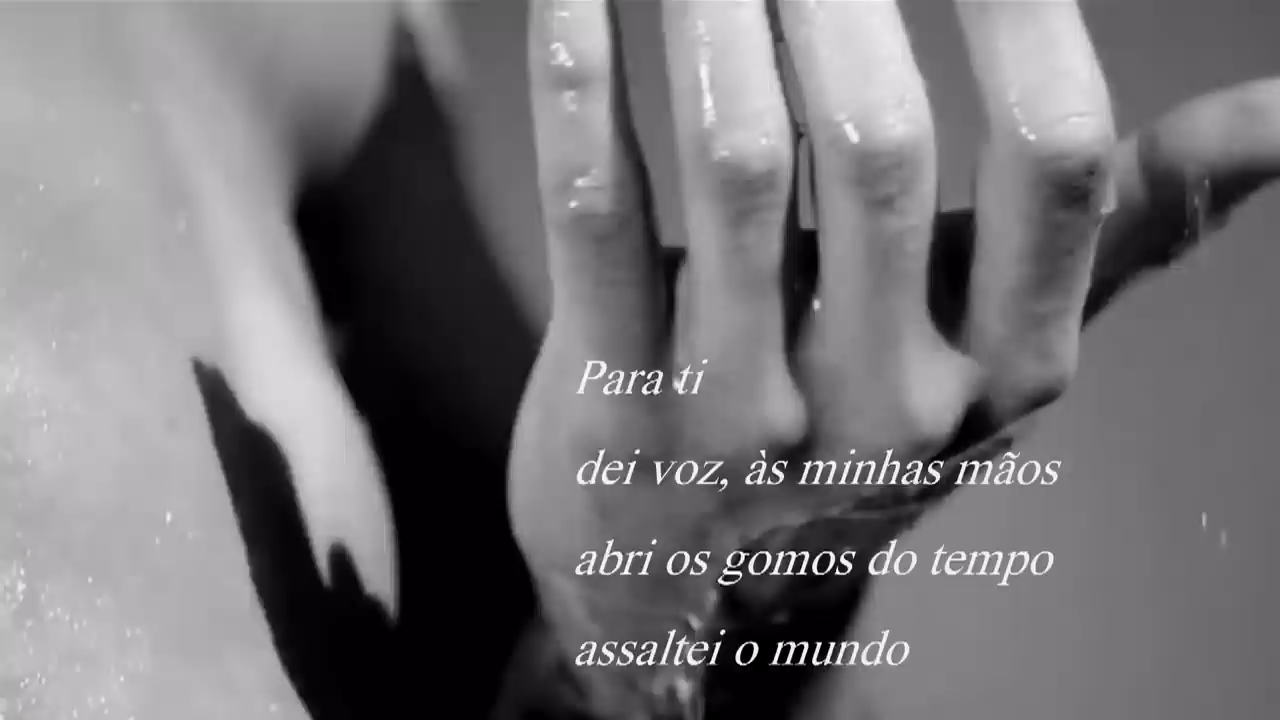 Para ti
dei voz, às minhas mãos
abri os gomos do tempo
assaltei o mundo